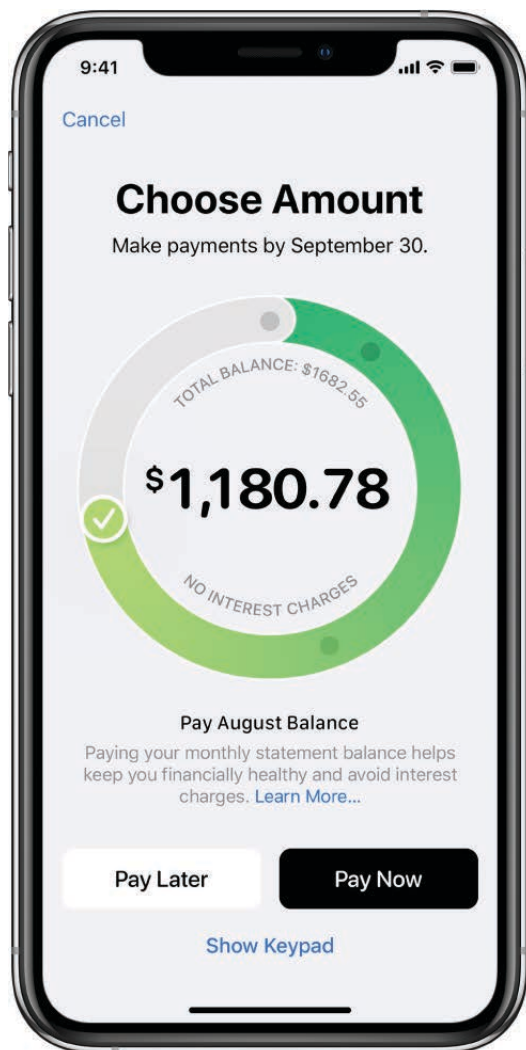 9:41
Cancel
Choose Amount
Make payments by September 30.
TOTAL BALANCE: $1682.55
$1,180.78
NO INTEREST CHARGES
Pay August Balance
Paying your monthly statement balance helps
keep you financially healthy and avoid interest
charges. Learn More...
Pay Later
Pay Now
Show Keypad